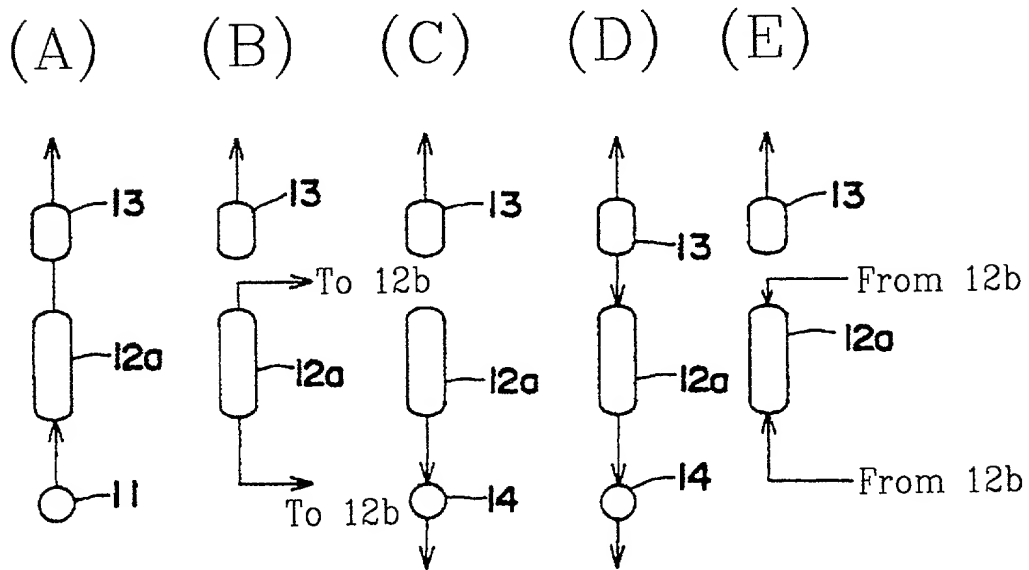 (A) (B) (C) (D) (E)
13 13 13 13 13
To 12b From 12b
12a 12a 12a 12a 12a
11 To 12b 14 14 From 12b